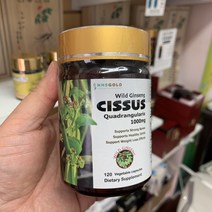 Wild Ginseng
CISSUS
Quadrangularis
1000mg
Supports Strong Bones
Supports Healthy Joints
Support Weight Loss Efforts
120 Vegetable capsules
Dietary Supplement